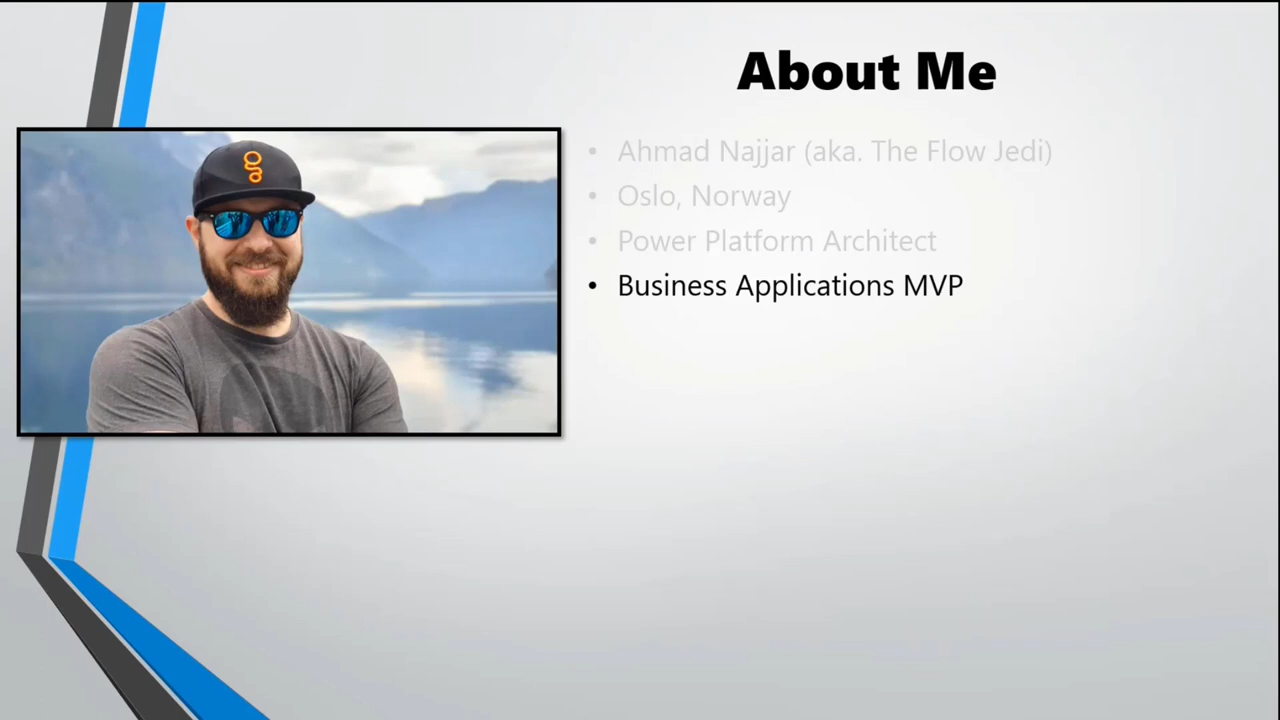 About Me
• Ahmad Najjar (aka. The Flow Jedi)
• Oslo, Norway
• Power Platform Architect
• Business Applications MVP